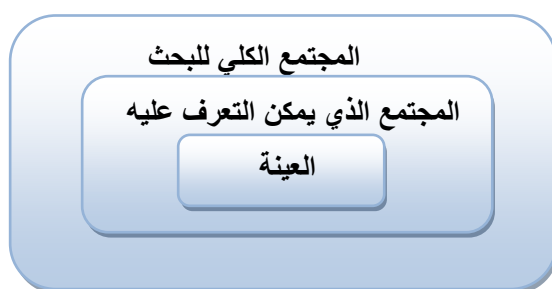 المجتمع الكلي للبحث
المجتمع الذي يمكن التعرف عليه
العينة